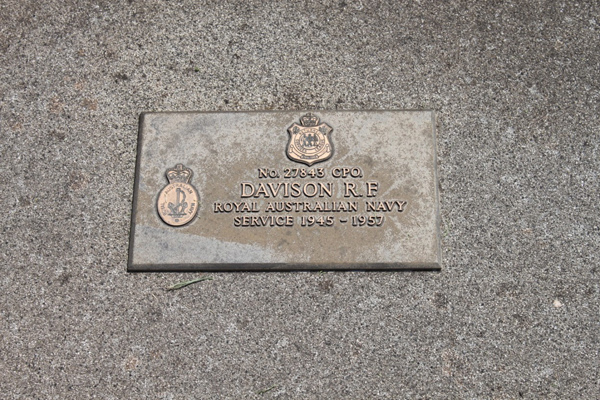 No. 27843 CPO.
DAVISON R. F
ROYAL AUSTRALIAN NAVY
SERVICE 1945 - 1957